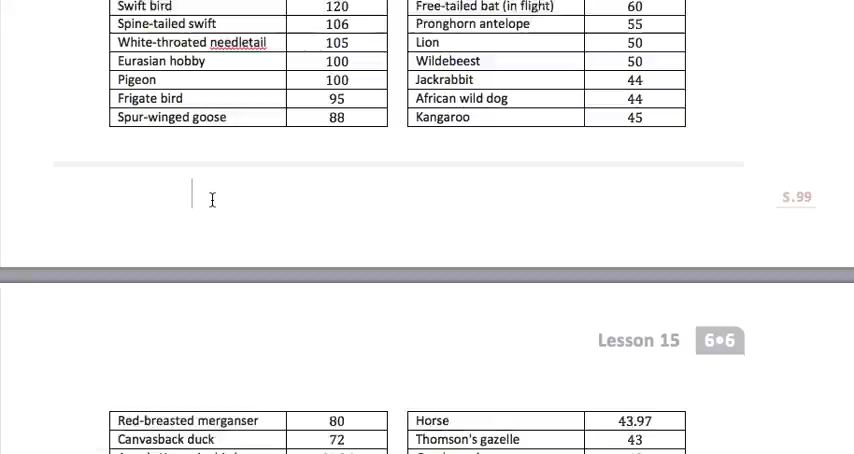 Swift bird 120 Free-tailed bat (in flight) 60
Spine-tailed swift 106 Pronghorn antelope 55
White-throated needletail 105 Lion 50
Eurasian hobby 100 Wildebeest 50
Pigeon 100 Jackrabbit 44
Frigate bird 95 African wild dog 44
Spur-winged goose 88 Kangaroo 45
S.99
Lesson 15 6•6
Red-breasted merganser 80 Horse 43.97
Canvasback duck 72 Thomson's gazelle 43